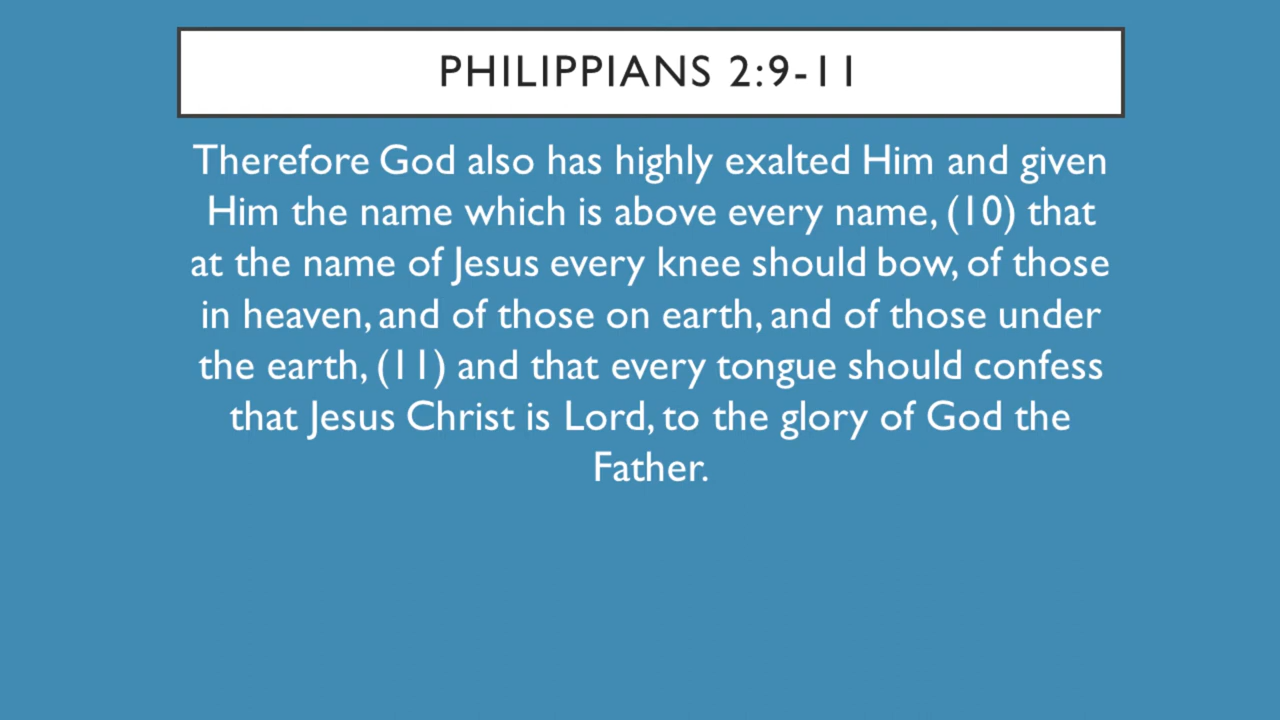 PHILIPPIANS 2:9-11
Therefore God also has highly exalted Him and given
Him the name which is above every name, (10) that
at the name of Jesus every knee should bow, of those
in heaven, and of those on earth, and of those under
the earth, (11) and that every tongue should confess
that Jesus Christ is Lord, to the glory of God the
Father.